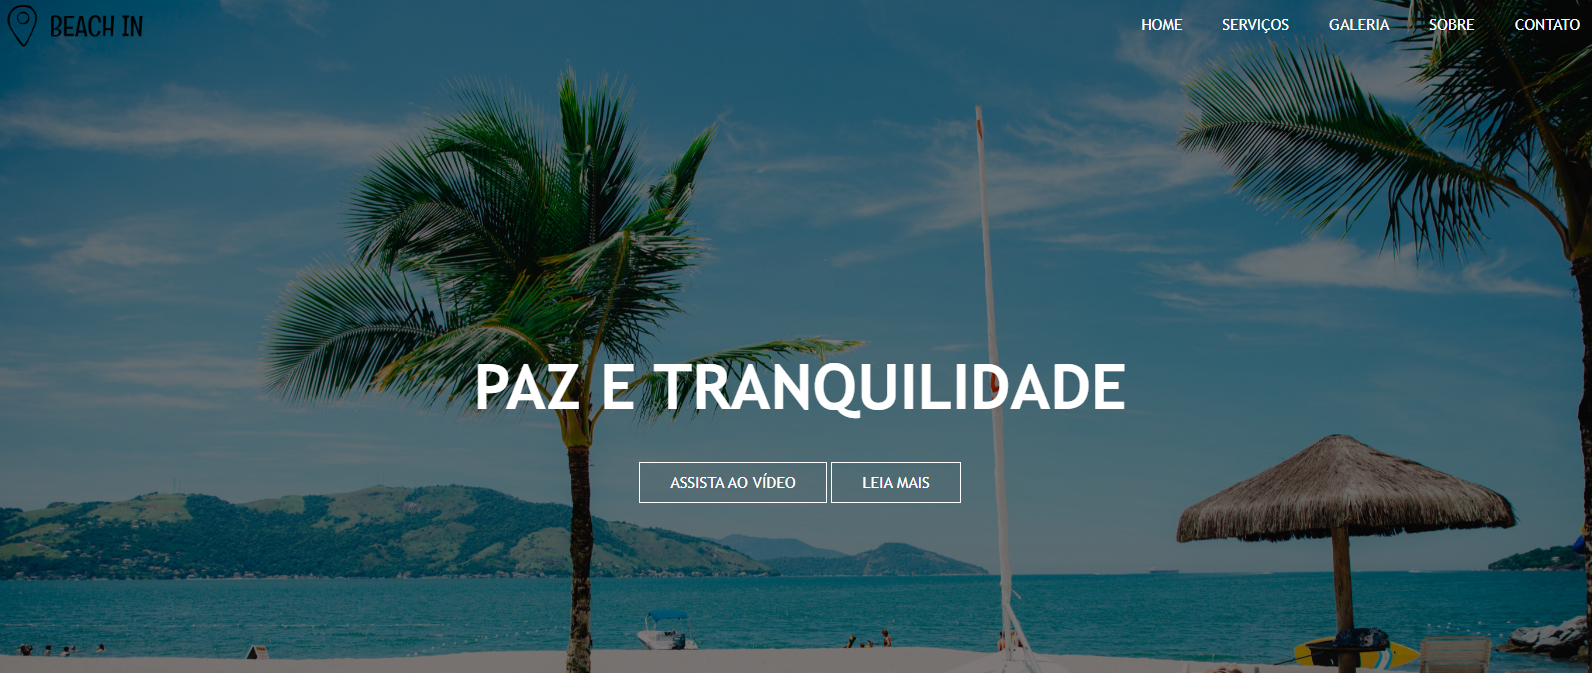 BEACH IN
HOME SERVIÇOS GALERIA SOBRE CONTATO
PAZ E TRANQUILIDADE
ASSISTA AO VÍDEO LEIA MAIS